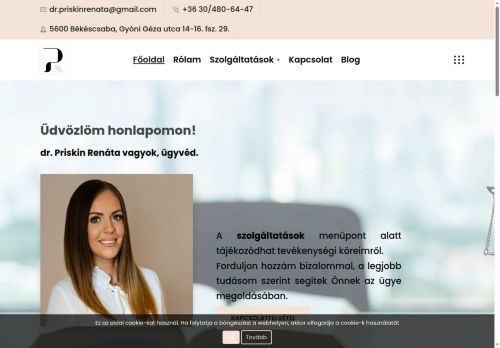 dr.priskinrenata@gmail.com
+36 30/480-64-47
5600 Békéscsaba, Gyóni Géza utca 14-16. fsz. 29.
Főoldal Rólam Szolgáltatások Kapcsolat Blog
Üdvözlöm honlapomon!
dr. Priskin Renáta vagyok, ügyvéd.
A szolgáltatások menüpont alatt
tájékozódhat tevékenységi köreimről.
Forduljon hozzám bizalommal, a legjobb
tudásom szerint segítek Önnek az ügye
megoldásában.
KAPCSOLATFELVÉTEL
Ez az oldal cookie-kat használ. Ha folytatja a böngészést a webhelyen, akkor elfogadja a cookie-k használatát
Tovább